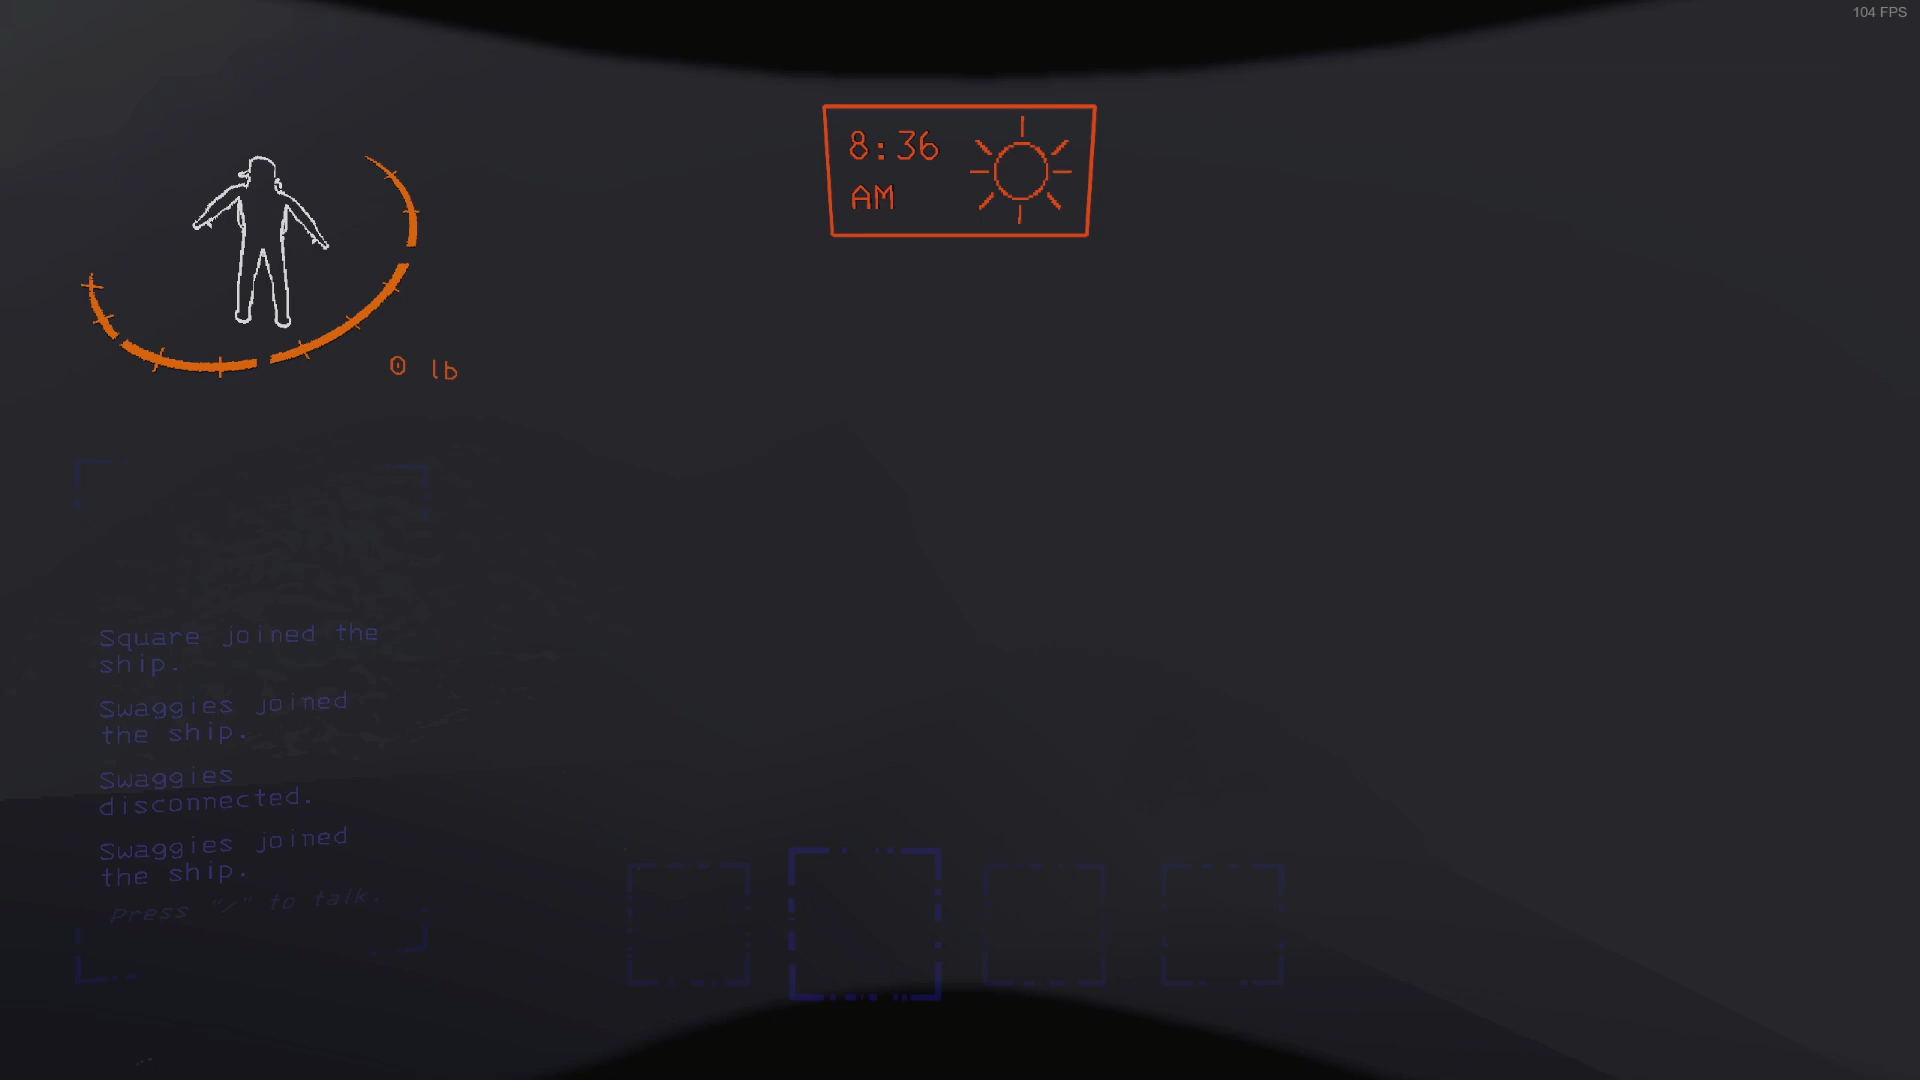 104 FPS
8:36
AM
0 lb
Square joined the
ship.
Swaggies joined
the ship.
Swaggies
disconnected.
Swaggies joined
the ship.
Press "/" to talk.